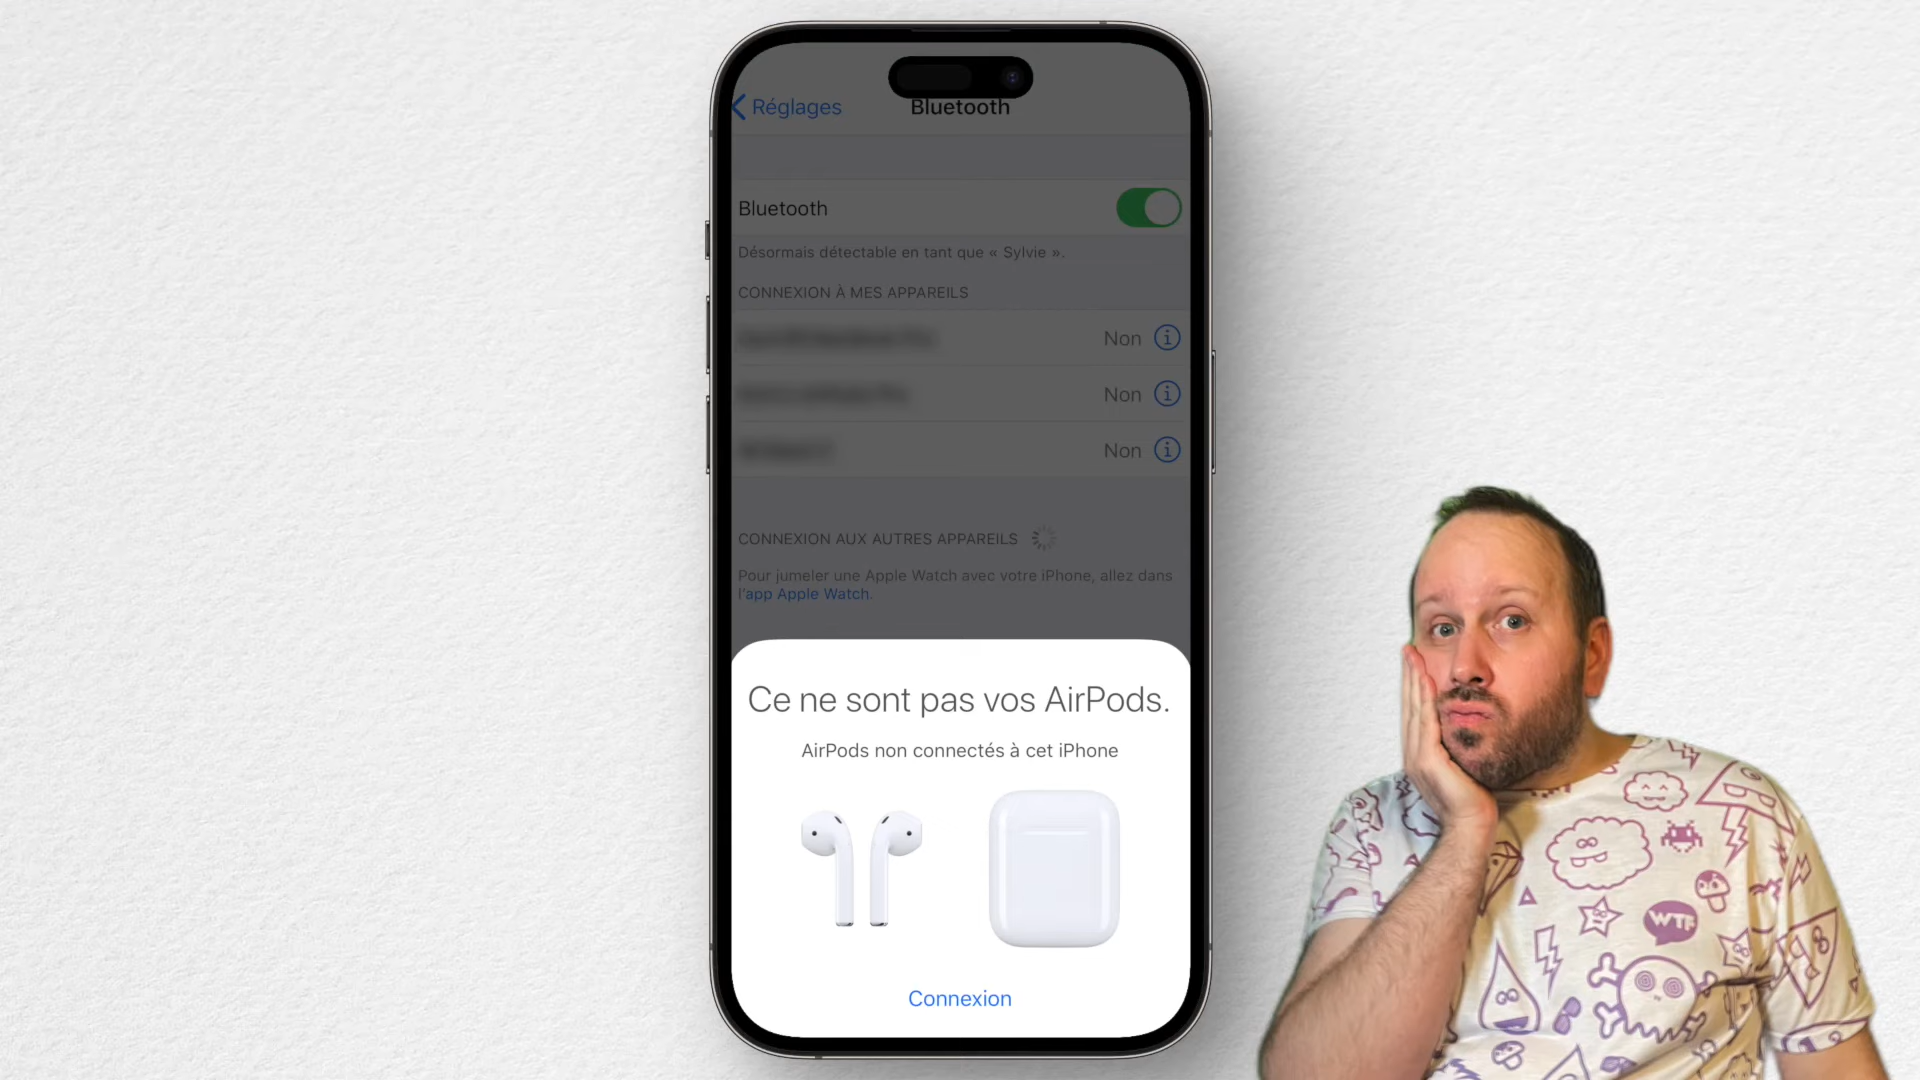 Réglages
Bluetooth
Bluetooth
Désormais détectable en tant que « Sylvie ».
CONNEXION À MES APPAREILS
Non
Non
Non
CONNEXION AUX AUTRES APPAREILS
Pour jumeler une Apple Watch avec votre iPhone, allez dans
l’app Apple Watch.
Ce ne sont pas vos AirPods.
AirPods non connectés à cet iPhone
Connexion
WTF